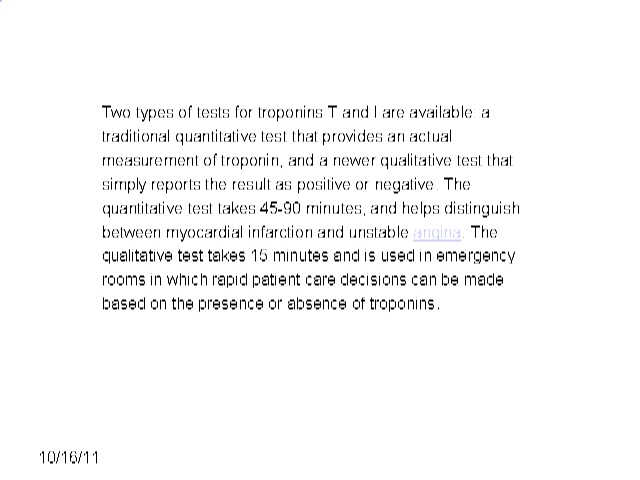 Two types of tests for troponins T and I are available: a
traditional quantitative test that provides an actual
measurement of troponin, and a newer qualitative test that
simply reports the result as positive or negative. The
quantitative test takes 45-90 minutes, and helps distinguish
between myocardial infarction and unstable angina. The
qualitative test takes 15 minutes and is used in emergency
rooms in which rapid patient care decisions can be made
based on the presence or absence of troponins.
10/16/11